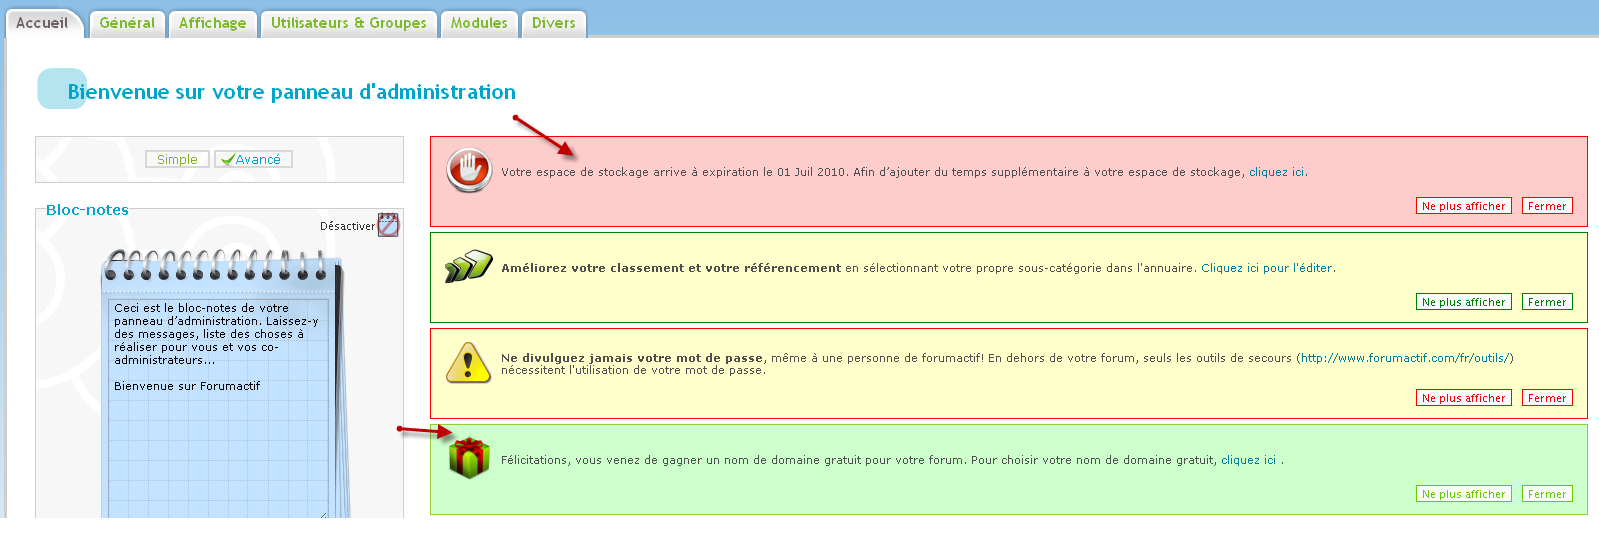 Accueil
Général
Affichage
Utilisateurs & Groupes
Modules
Divers
Bienvenue sur votre panneau d'administration
Simple
Avancé
Bloc-notes
Désactiver
Ceci est le bloc-notes de votre
panneau d’administration. Laissez-y
des messages, liste des choses à
réaliser pour vous et vos co-
administrateurs...
Bienvenue sur Forumactif
Votre espace de stockage arrive à expiration le 01 Juil 2010. Afin d’ajouter du temps supplémentaire à votre espace de stockage, cliquez ici.
Ne plus afficher
Fermer
Améliorez votre classement et votre référencement en sélectionnant votre propre sous-catégorie dans l'annuaire. Cliquez ici pour l'éditer.
Ne plus afficher
Fermer
Ne divulguez jamais votre mot de passe, même à une personne de forumactif! En dehors de votre forum, seuls les outils de secours (http://www.forumactif.com/fr/outils/)
nécessitent l'utilisation de votre mot de passe.
Ne plus afficher
Fermer
Félicitations, vous venez de gagner un nom de domaine gratuit pour votre forum. Pour choisir votre nom de domaine gratuit, cliquez ici .
Ne plus afficher
Fermer